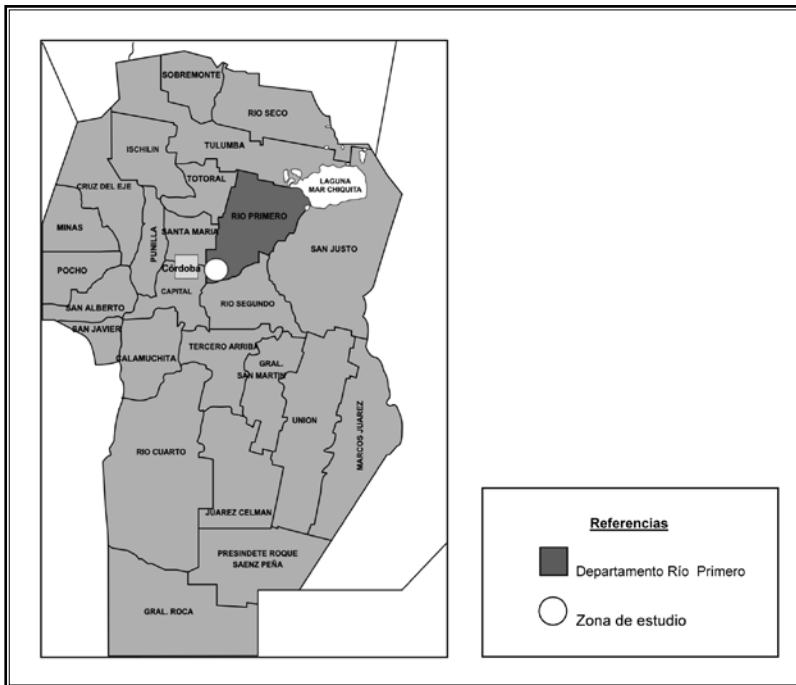 SOBREMONTE
RIO SECO
ISCHILIN
TULUMBA
TOTORAL
LAGUNA
MAR CHIQUITA
CRUZ DEL EJE
RIO PRIMERO
MINAS
PUNILLA
SANTA MARIA
SAN JUSTO
POCHO
Córdoba
CAPITAL
SAN ALBERTO
RIO SEGUNDO
SAN JAVIER
CALAMUCHITA
TERCERO ARRIBA
GRAL.
SAN MARTIN
UNION
MARCOS JUAREZ
RIO CUARTO
JUAREZ CELMAN
PRESINDETE ROQUE
SAENZ PEÑA
GRAL. ROCA
Referencias
Departamento Río Primero
Zona de estudio